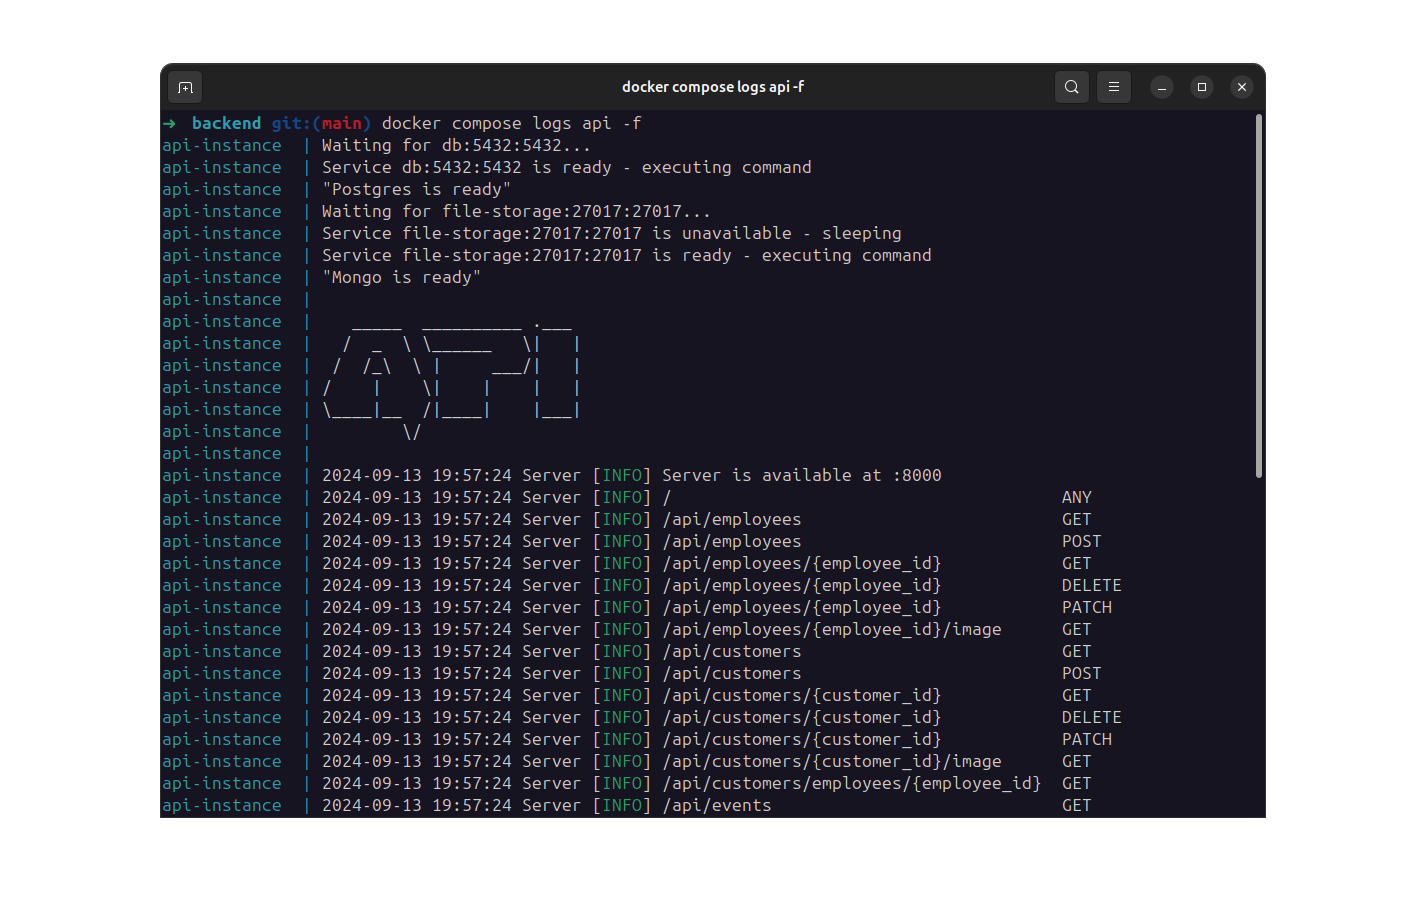 docker compose logs api -f
➜  backend git:(main) docker compose logs api -f
api-instance  | Waiting for db:5432:5432...
api-instance  | Service db:5432:5432 is ready - executing command
api-instance  | "Postgres is ready"
api-instance  | Waiting for file-storage:27017:27017...
api-instance  | Service file-storage:27017:27017 is unavailable - sleeping
api-instance  | Service file-storage:27017:27017 is ready - executing command
api-instance  | "Mongo is ready"
api-instance  |
api-instance  |    _____  __________ .___
api-instance  |   /  _  \ \______   \|   |
api-instance  |  /  /_\  \ |     ___/|   |
api-instance  | /    |    \|    |    |   |
api-instance  | \____|__  /|____|    |___|
api-instance  |         \/
api-instance  |
api-instance  | 2024-09-13 19:57:24 Server [INFO] Server is available at :8000
api-instance  | 2024-09-13 19:57:24 Server [INFO] /                                       ANY
api-instance  | 2024-09-13 19:57:24 Server [INFO] /api/employees                          GET
api-instance  | 2024-09-13 19:57:24 Server [INFO] /api/employees                          POST
api-instance  | 2024-09-13 19:57:24 Server [INFO] /api/employees/{employee_id}            GET
api-instance  | 2024-09-13 19:57:24 Server [INFO] /api/employees/{employee_id}            DELETE
api-instance  | 2024-09-13 19:57:24 Server [INFO] /api/employees/{employee_id}            PATCH
api-instance  | 2024-09-13 19:57:24 Server [INFO] /api/employees/{employee_id}/image      GET
api-instance  | 2024-09-13 19:57:24 Server [INFO] /api/customers                          GET
api-instance  | 2024-09-13 19:57:24 Server [INFO] /api/customers                          POST
api-instance  | 2024-09-13 19:57:24 Server [INFO] /api/customers/{customer_id}            GET
api-instance  | 2024-09-13 19:57:24 Server [INFO] /api/customers/{customer_id}            DELETE
api-instance  | 2024-09-13 19:57:24 Server [INFO] /api/customers/{customer_id}            PATCH
api-instance  | 2024-09-13 19:57:24 Server [INFO] /api/customers/{customer_id}/image      GET
api-instance  | 2024-09-13 19:57:24 Server [INFO] /api/customers/employees/{employee_id}  GET
api-instance  | 2024-09-13 19:57:24 Server [INFO] /api/events                             GET